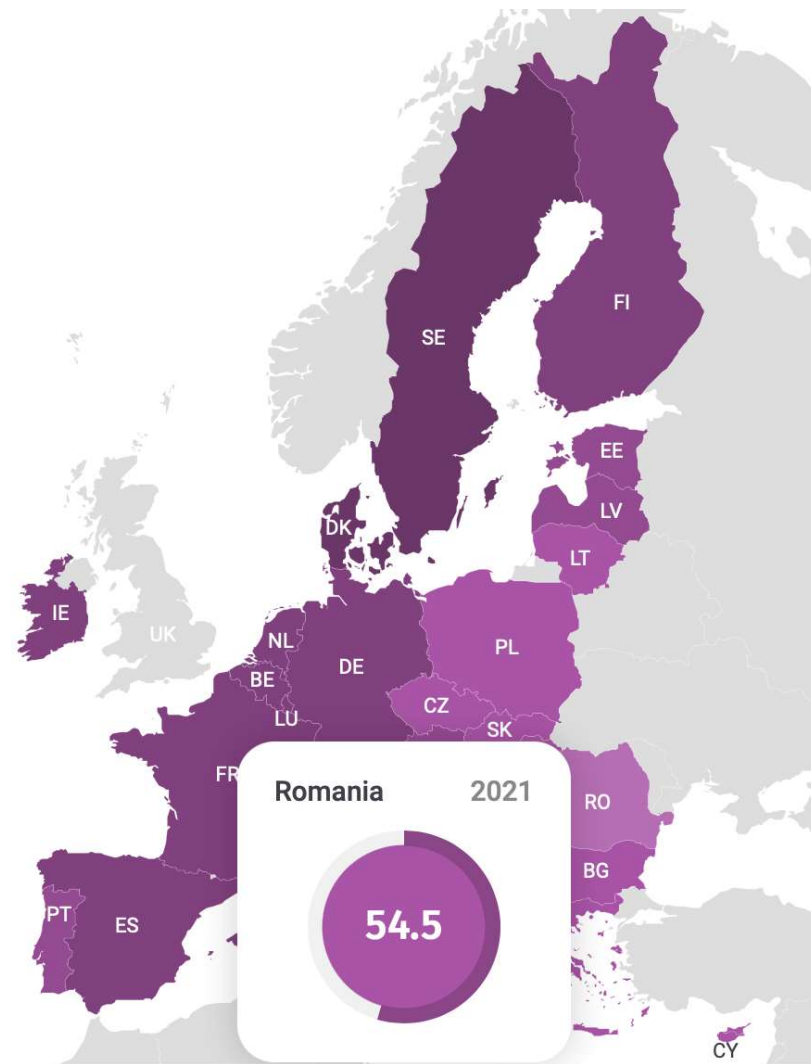 FI
SE
EE
LV
DK
LT
IE
UK
NL
PL
DE
BE
CZ
LU
SK
FR
Romania 2021
RO
BG
54.5
PT
ES
CY